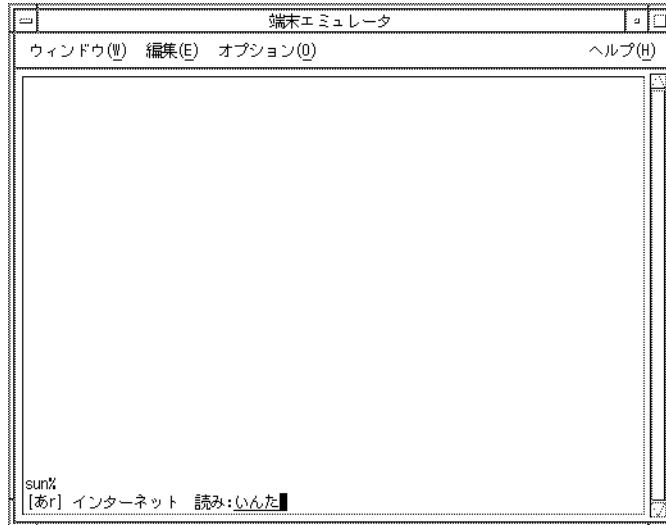 端末エミュレータ
ウィンドウ(W) 編集(E) オプション(O) ヘルプ(H)
sun%
[あr] インターネット 読み:いんた